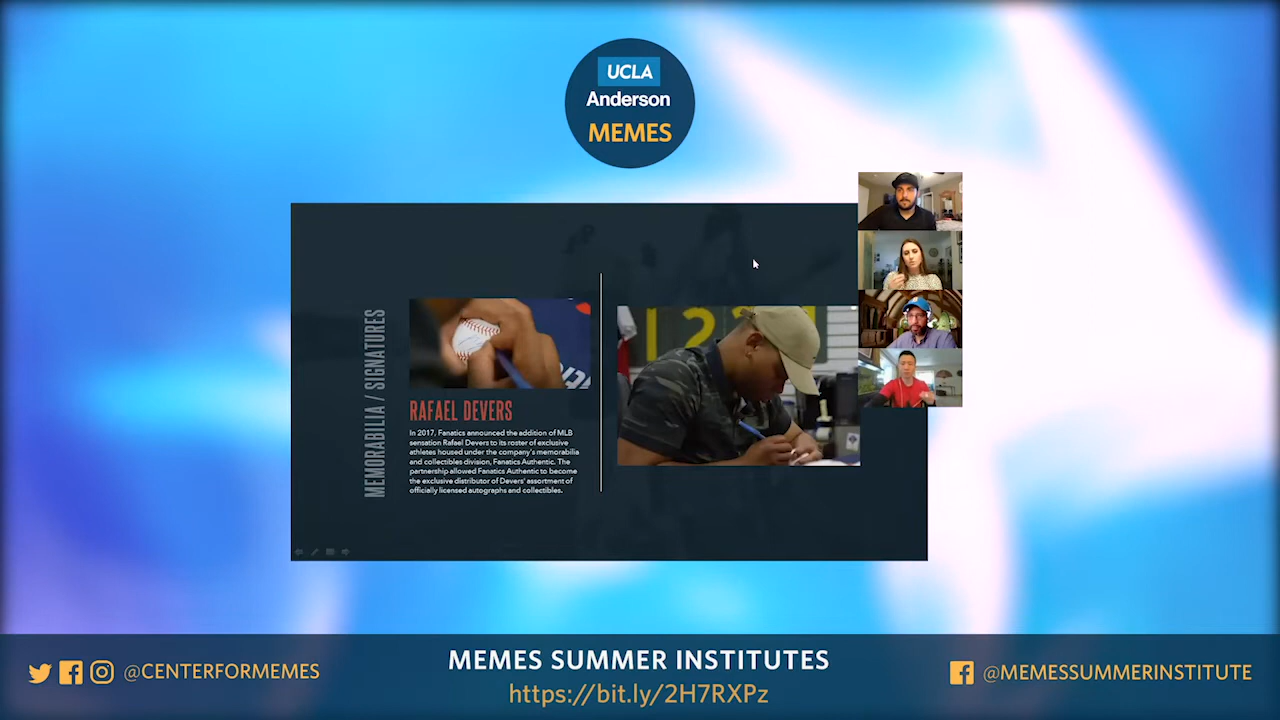 UCLA
Anderson
MEMES
MEMORABILIA / SIGNATURES
RAFAEL DEVERS
In 2017, Fanatics announced the addition of MLB
sensation Rafael Devers to its roster of exclusive
athletes housed under the company's memorabilia
and collectibles division, Fanatics Authentic. The
partnership allowed Fanatics Authentic to become
the exclusive distributor of Devers' assortment of
officially licensed autographs and collectibles.
12
@CENTERFORMEMES
MEMES SUMMER INSTITUTES
https://bit.ly/2H7RXPz
@MEMESSUMMERINSTITUTE